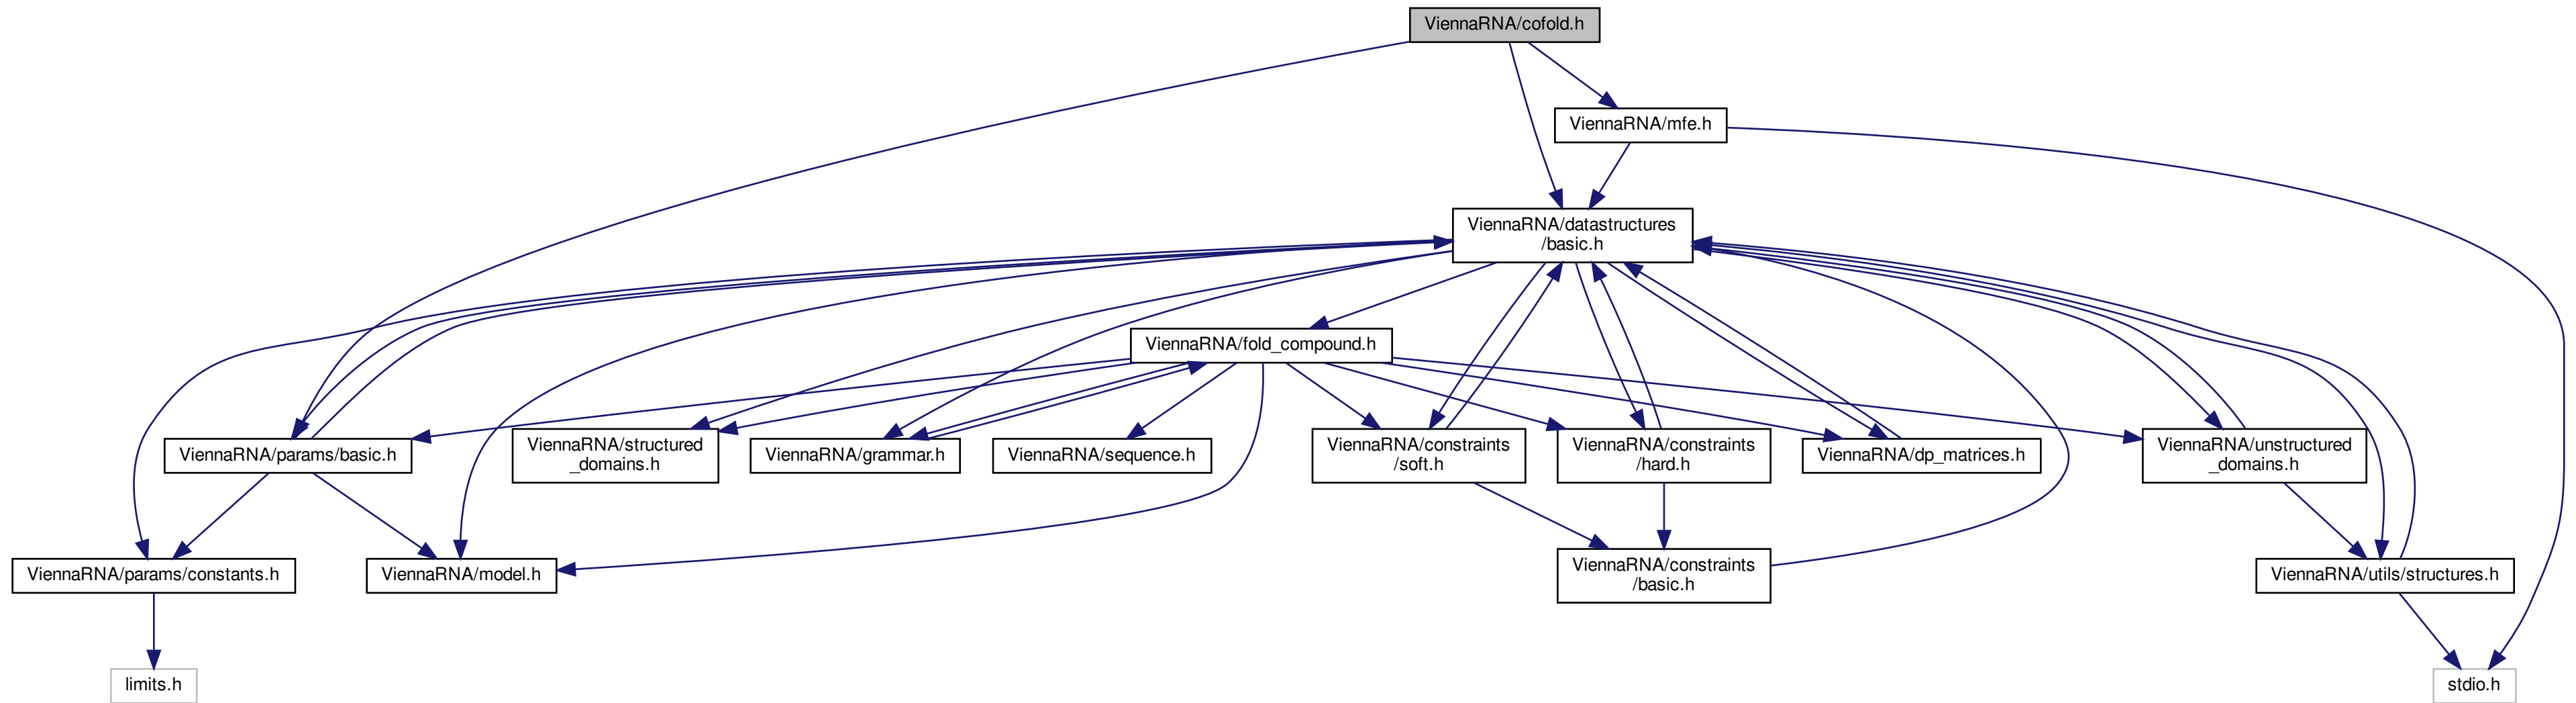 ViennaRNA/cofold.h
ViennaRNA/mfe.h
ViennaRNA/datastructures
/basic.h
ViennaRNA/fold_compound.h
ViennaRNA/params/basic.h
ViennaRNA/structured
_domains.h
ViennaRNA/grammar.h
ViennaRNA/sequence.h
ViennaRNA/constraints
/soft.h
ViennaRNA/constraints
/hard.h
ViennaRNA/dp_matrices.h
ViennaRNA/unstructured
_domains.h
ViennaRNA/params/constants.h
ViennaRNA/model.h
ViennaRNA/constraints
/basic.h
ViennaRNA/utils/structures.h
limits.h
stdio.h